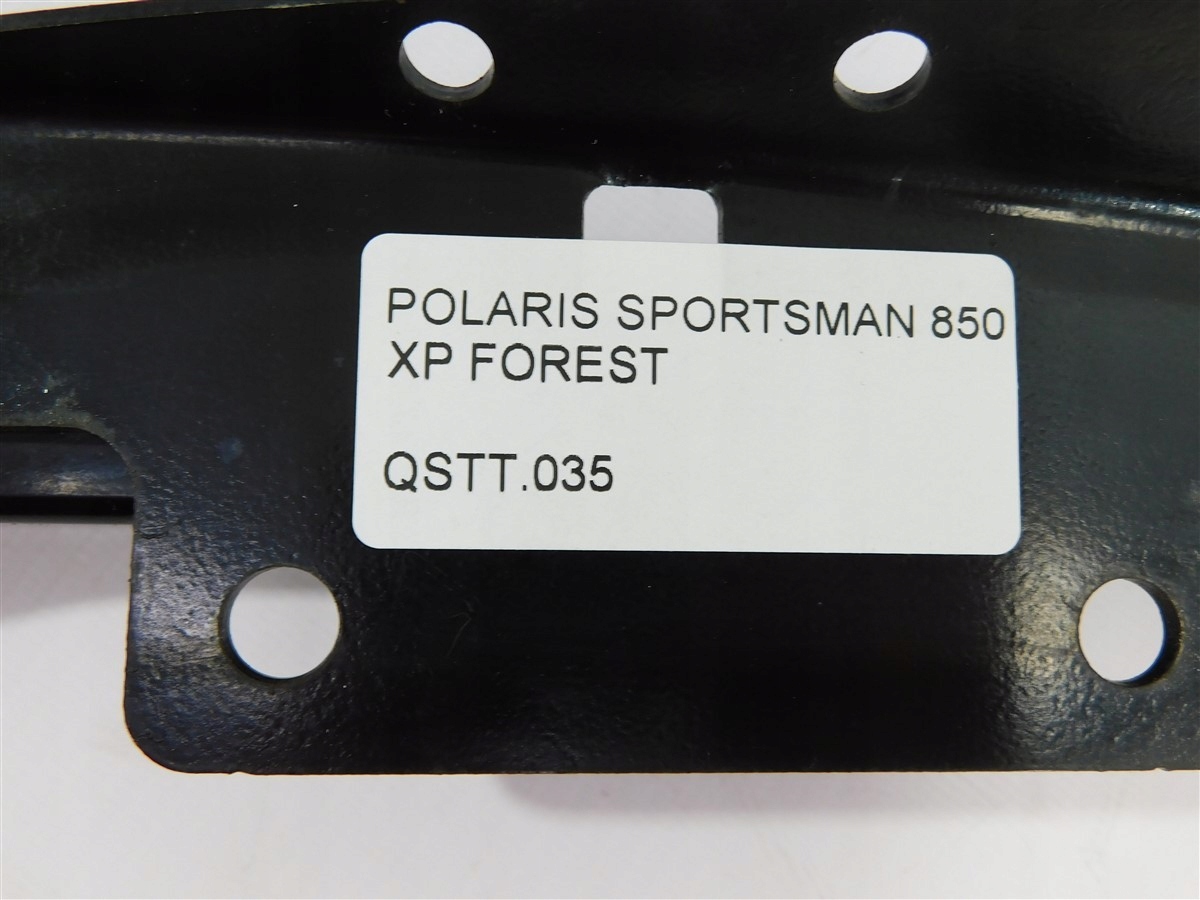 POLARIS SPORTSMAN 850
XP FOREST
QSTT.035